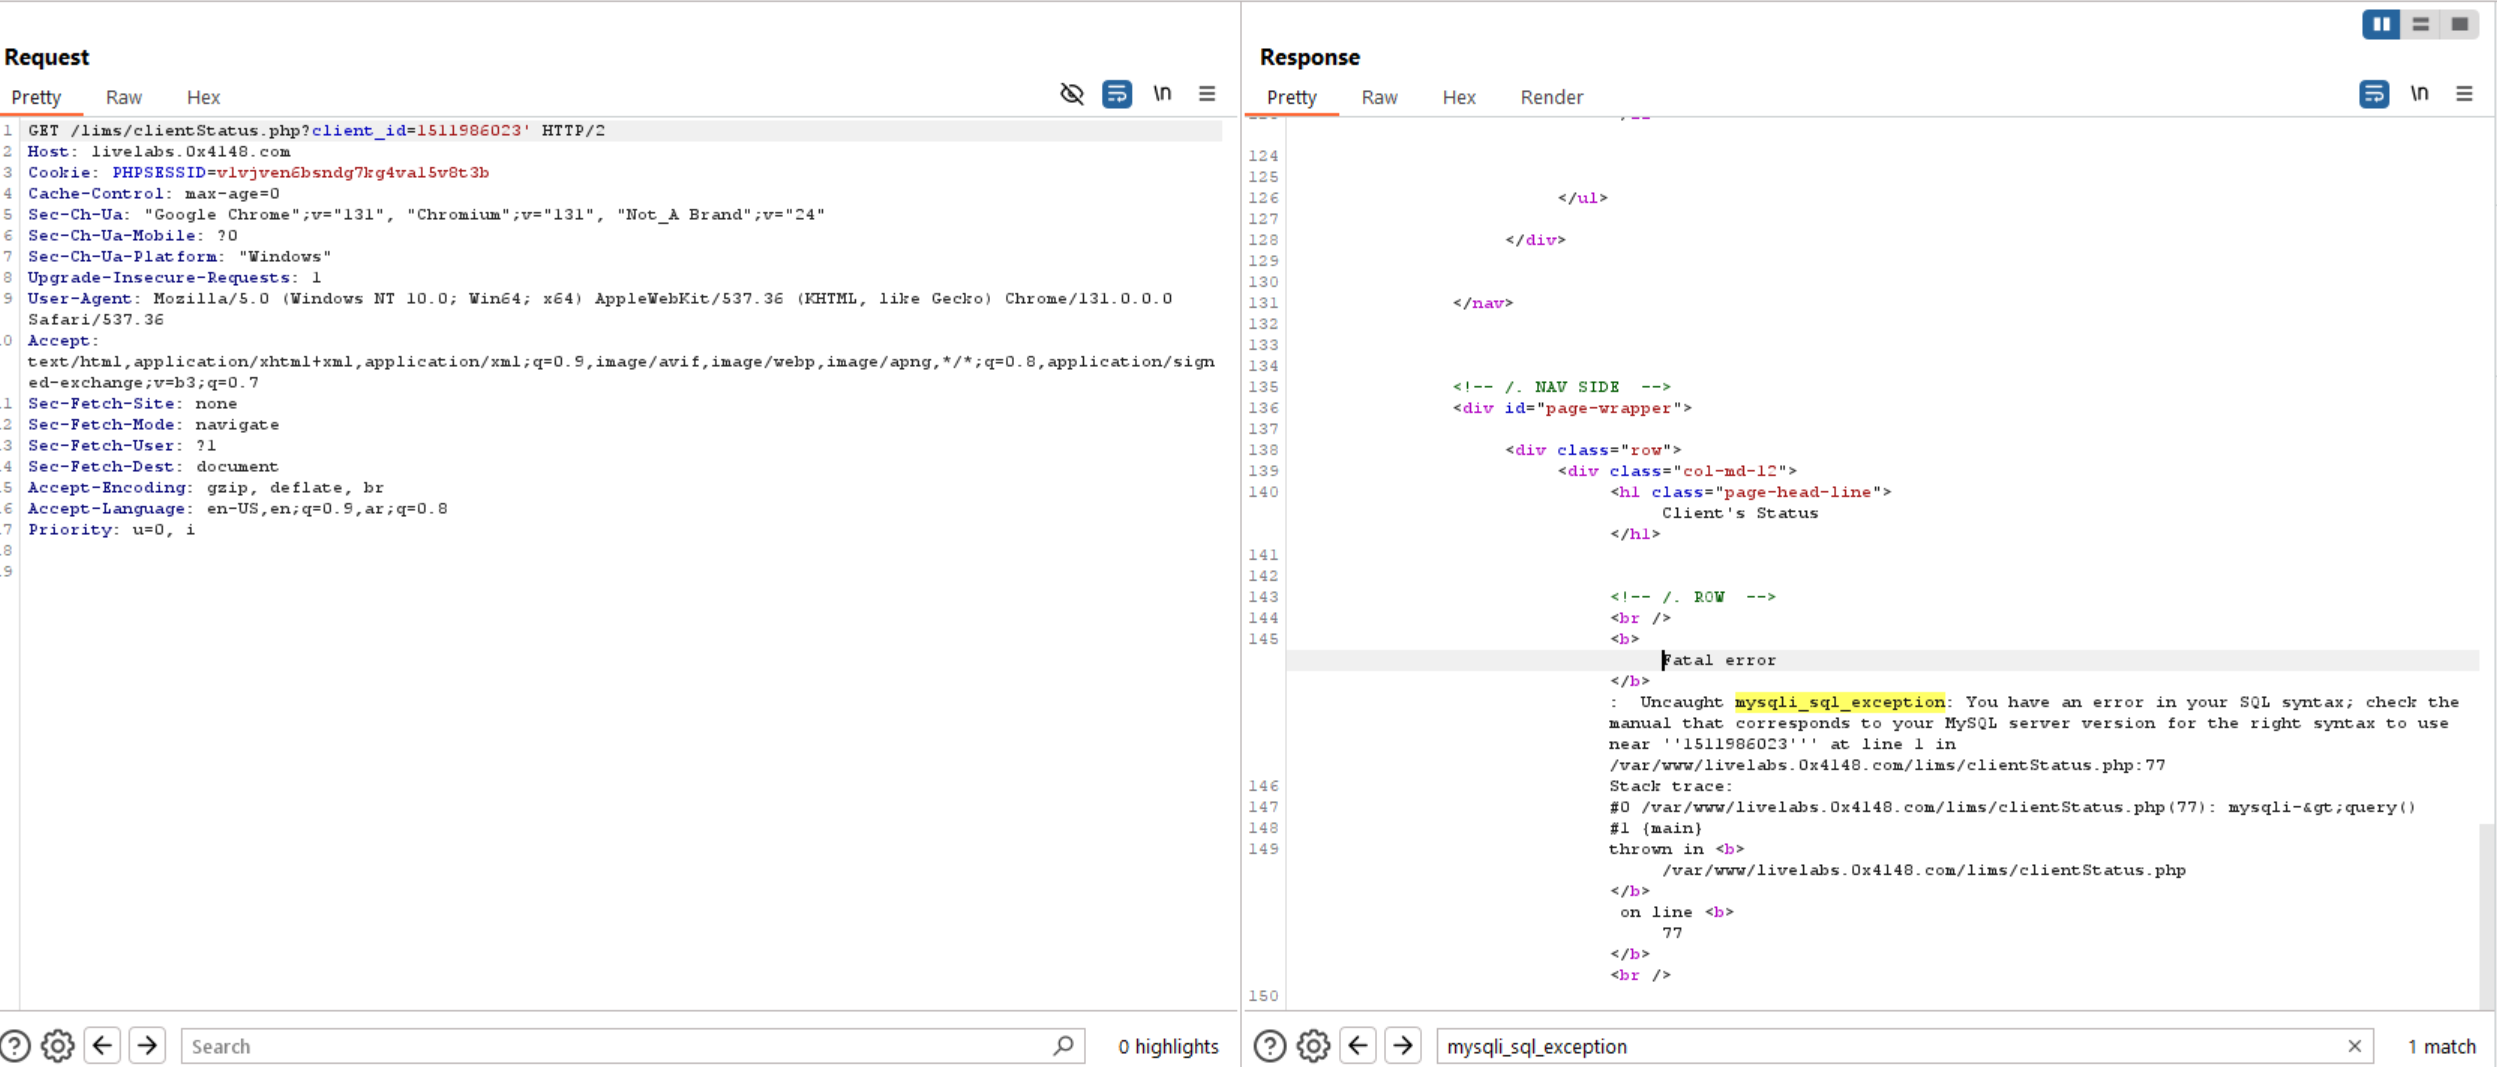 Request
Pretty Raw Hex \n
1 GET /lims/clientStatus.php?client_id=1511986023' HTTP/2
2 Host: livelabs.0x4148.com
3 Cookie: PHPSESSID=vlvjven6bsndg7kg4val5v8t3b
4 Cache-Control: max-age=0
5 Sec-Ch-Ua: "Google Chrome";v="131", "Chromium";v="131", "Not_A Brand";v="24"
6 Sec-Ch-Ua-Mobile: ?0
7 Sec-Ch-Ua-Platform: "Windows"
8 Upgrade-Insecure-Requests: 1
9 User-Agent: Mozilla/5.0 (Windows NT 10.0; Win64; x64) AppleWebKit/537.36 (KHTML, like Gecko) Chrome/131.0.0.0
Safari/537.36
0 Accept:
text/html,application/xhtml+xml,application/xml;q=0.9,image/avif,image/webp,image/apng,*/*;q=0.8,application/sign
ed-exchange;v=b3;q=0.7
1 Sec-Fetch-Site: none
2 Sec-Fetch-Mode: navigate
3 Sec-Fetch-User: ?1
4 Sec-Fetch-Dest: document
5 Accept-Encoding: gzip, deflate, br
6 Accept-Language: en-US,en;q=0.9,ar;q=0.8
7 Priority: u=0, i
8
9
Search
0 highlights
Response
Pretty Raw Hex Render \n
124
125
126 </ul>
127
128 </div>
129
130
131 </nav>
132
133
134
135 <!-- /. NAV SIDE -->
136 <div id="page-wrapper">
137
138 <div class="row">
139 <div class="col-md-12">
140 <h1 class="page-head-line">
Client's Status
</h1>
141
142
143 <!-- /. ROW -->
144 <br />
145 <b>
Fatal error
</b>
: Uncaught mysqli_sql_exception: You have an error in your SQL syntax; check the
manual that corresponds to your MySQL server version for the right syntax to use
near ''1511986023''' at line 1 in
/var/www/livelabs.0x4148.com/lims/clientStatus.php:77
146 Stack trace:
147 #0 /var/www/livelabs.0x4148.com/lims/clientStatus.php(77): mysqli-&gt;query()
148 #1 {main}
149 thrown in <b>
/var/www/livelabs.0x4148.com/lims/clientStatus.php
</b>
on line <b>
77
</b>
<br />
150
mysqli_sql_exception
1 match